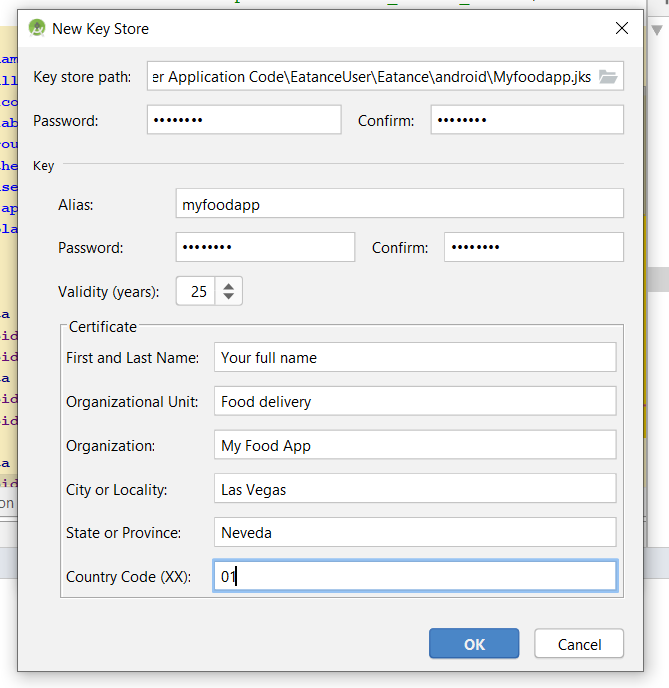 New Key Store
Key store path: er Application Code\EatanceUser\Eatance\android\Myfoodapp.jks
Password: •••••••• Confirm: ••••••••
Key
Alias: myfoodapp
Password: •••••••• Confirm: ••••••••
Validity (years): 25
Certificate
First and Last Name: Your full name
Organizational Unit: Food delivery
Organization: My Food App
City or Locality: Las Vegas
State or Province: Neveda
Country Code (XX): 01
OK Cancel